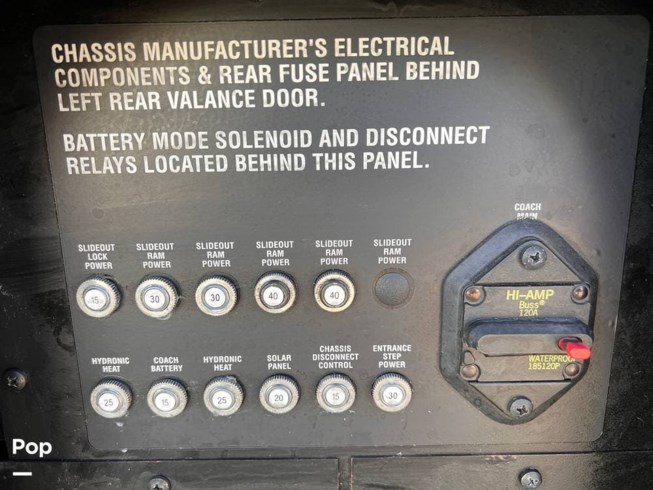 CHASSIS MANUFACTURER'S ELECTRICAL
COMPONENTS & REAR FUSE PANEL BEHIND
LEFT REAR VALANCE DOOR.
BATTERY MODE SOLENOID AND DISCONNECT
RELAYS LOCATED BEHIND THIS PANEL.
COACH
MAIN
SLIDEOUT
LOCK
POWER
SLIDEOUT
RAM
POWER
SLIDEOUT
RAM
POWER
SLIDEOUT
RAM
POWER
SLIDEOUT
RAM
POWER
SLIDEOUT
RAM
POWER
15
30
30
40
40
HI-AMP
Buss®
120A
WATERPROOF
185120P
HYDRONIC
HEAT
COACH
BATTERY
HYDRONIC
HEAT
SOLAR
PANEL
CHASSIS
DISCONNECT
CONTROL
ENTRANCE
STEP
POWER
25
15
25
20
15
30
Pop